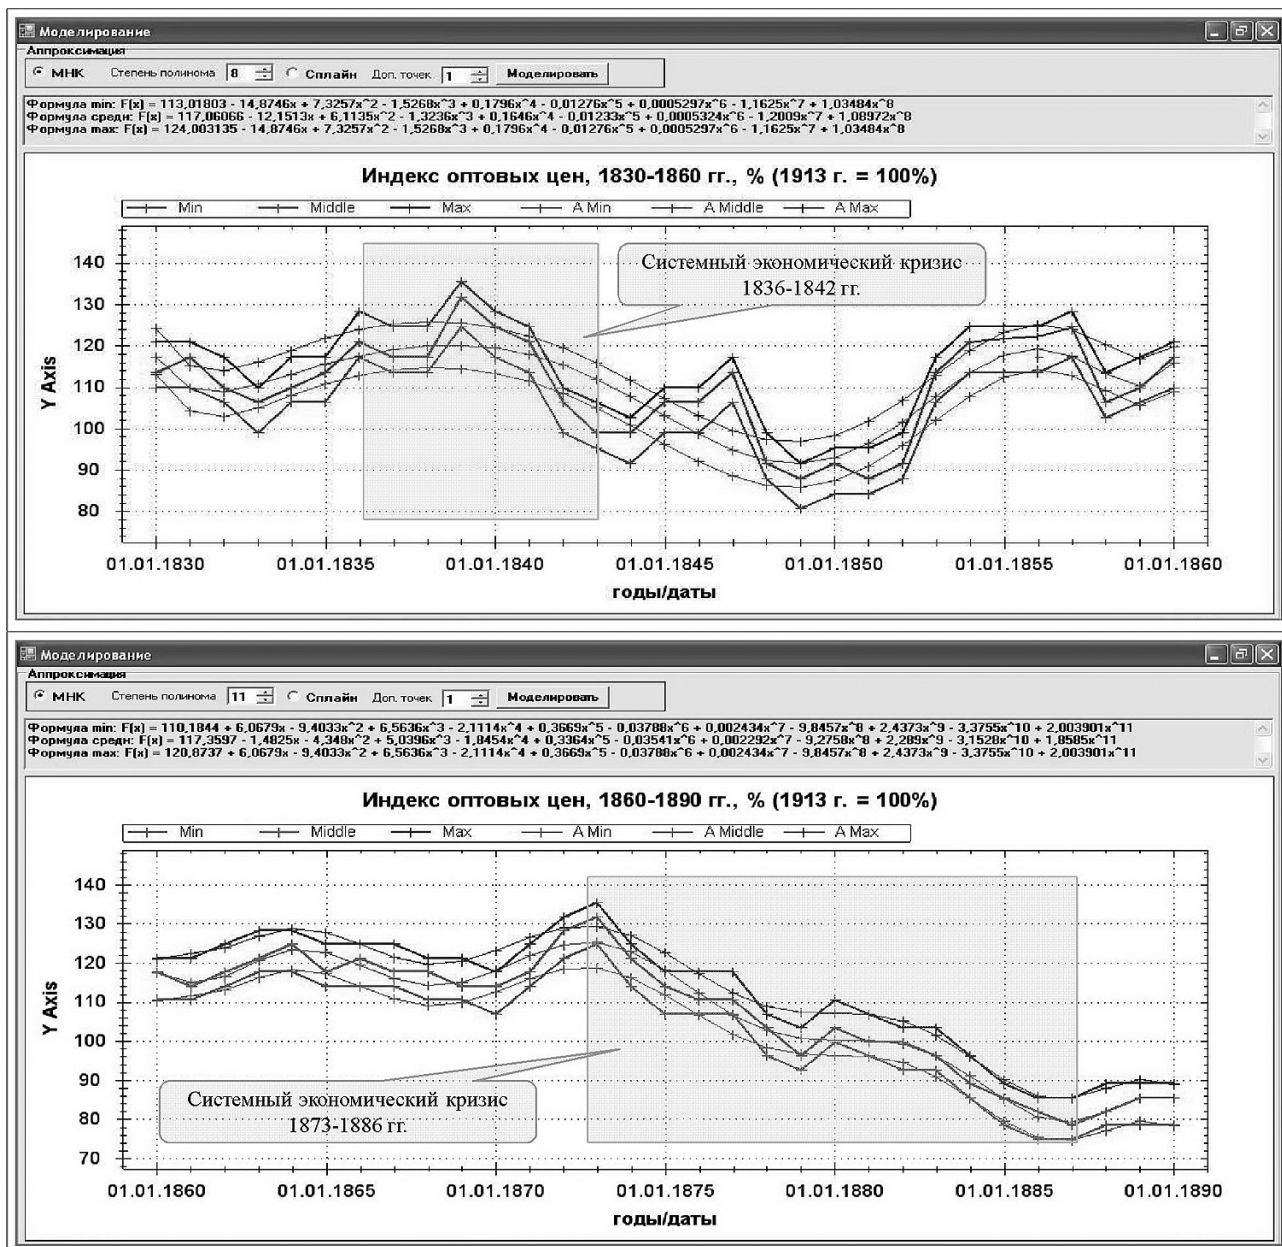 Моделирование
Аппроксимация
МНК Степень полинома 8 Сплайн Доп. точек 1 Моделировать
Формула min: F(x) = 113,01803 - 14,8746x + 7,3257x^2 - 1,5268x^3 + 0,1796x^4 - 0,01276x^5 + 0,0005297x^6 - 1,1625x^7 + 1,03484x^8
Формула средн: F(x) = 117,06066 - 12,1513x + 6,1135x^2 - 1,3236x^3 + 0,1646x^4 - 0,01233x^5 + 0,0005324x^6 - 1,2009x^7 + 1,08972x^8
Формула max: F(x) = 124,003135 - 14,8746x + 7,3257x^2 - 1,5268x^3 + 0,1796x^4 - 0,01276x^5 + 0,0005297x^6 - 1,1625x^7 + 1,03484x^8
Индекс оптовых цен, 1830-1860 гг., % (1913 г. = 100%)
Min Middle Max A Min A Middle A Max
Системный экономический кризис
1836-1842 гг.
Y Axis
140
130
120
110
100
90
80
01.01.1830 01.01.1835 01.01.1840 01.01.1845 01.01.1850 01.01.1855 01.01.1860
годы/даты
Моделирование
Аппроксимация
МНК Степень полинома 11 Сплайн Доп. точек 1 Моделировать
Формула min: F(x) = 110,1844 + 6,0679x - 9,4033x^2 + 6,5636x^3 - 2,1114x^4 + 0,3669x^5 - 0,03788x^6 + 0,002434x^7 - 9,8457x^8 + 2,4373x^9 - 3,3755x^10 + 2,003901x^11
Формула средн: F(x) = 117,3597 - 1,4825x - 4,348x^2 + 5,0396x^3 - 1,8454x^4 + 0,3364x^5 - 0,03541x^6 + 0,002292x^7 - 9,2758x^8 + 2,289x^9 - 3,1528x^10 + 1,8585x^11
Формула max: F(x) = 120,8737 + 6,0679x - 9,4033x^2 + 6,5636x^3 - 2,1114x^4 + 0,3669x^5 - 0,03788x^6 + 0,002434x^7 - 9,8457x^8 + 2,4373x^9 - 3,3755x^10 + 2,003901x^11
Индекс оптовых цен, 1860-1890 гг., % (1913 г. = 100%)
Min Middle Max A Min A Middle A Max
Y Axis
140
130
120
110
100
90
80
70
Системный экономический кризис
1873-1886 гг.
01.01.1860 01.01.1865 01.01.1870 01.01.1875 01.01.1880 01.01.1885 01.01.1890
годы/даты